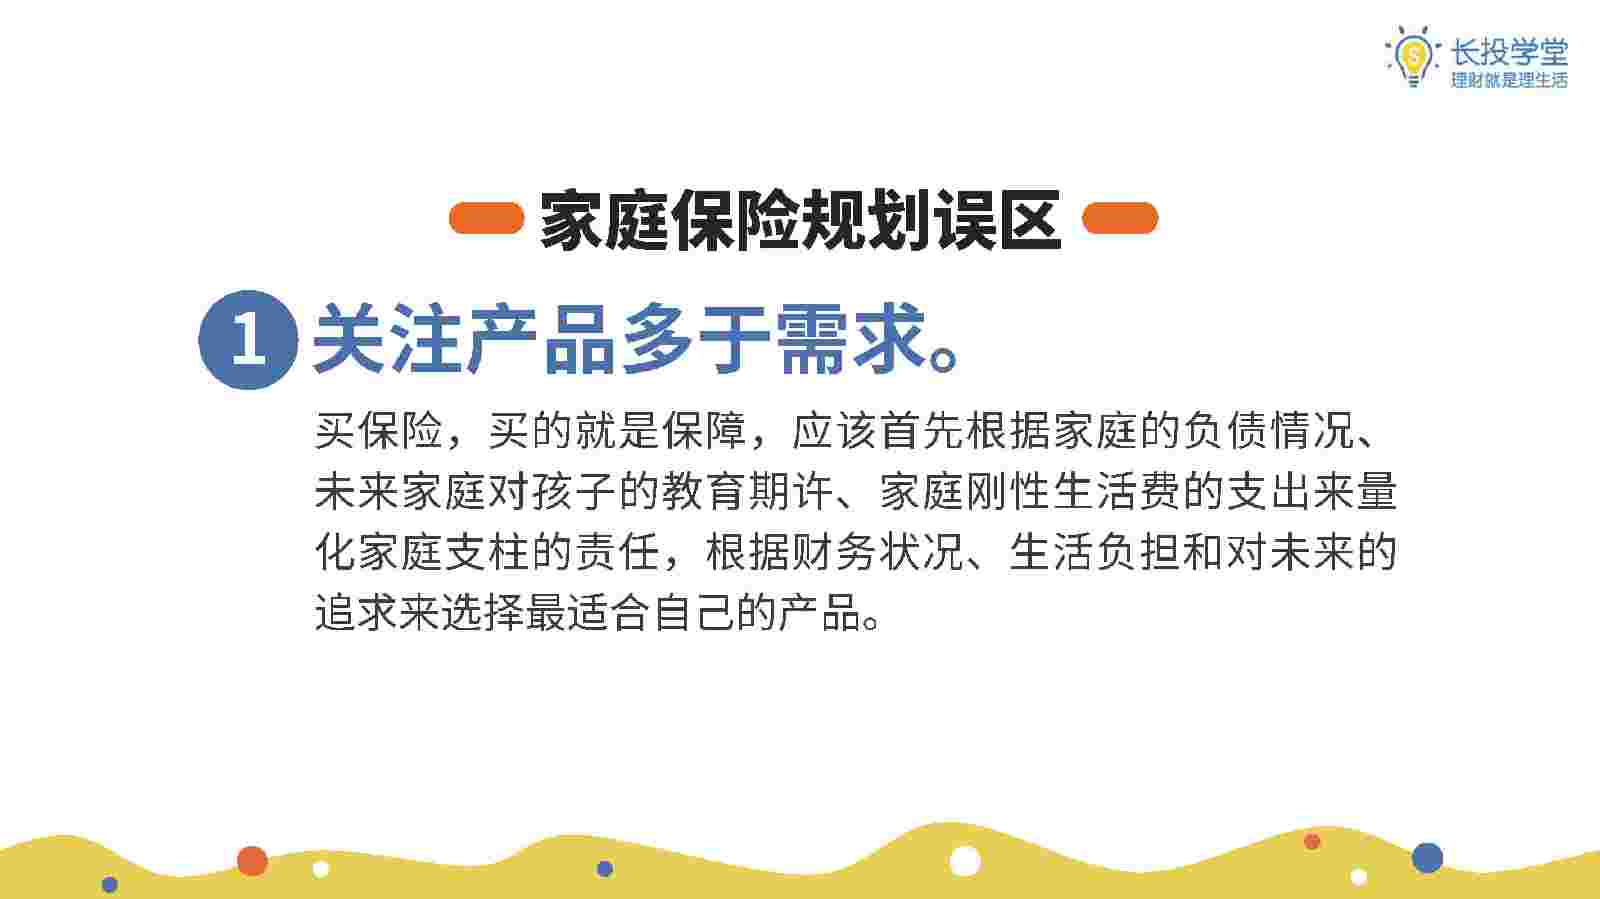 长投学堂
理财就是理生活
家庭保险规划误区
1 关注产品多于需求。
买保险，买的就是保障，应该首先根据家庭的负债情况、
未来家庭对孩子的教育期许、家庭刚性生活费的支出来量
化家庭支柱的责任，根据财务状况、生活负担和对未来的
追求来选择最适合自己的产品。